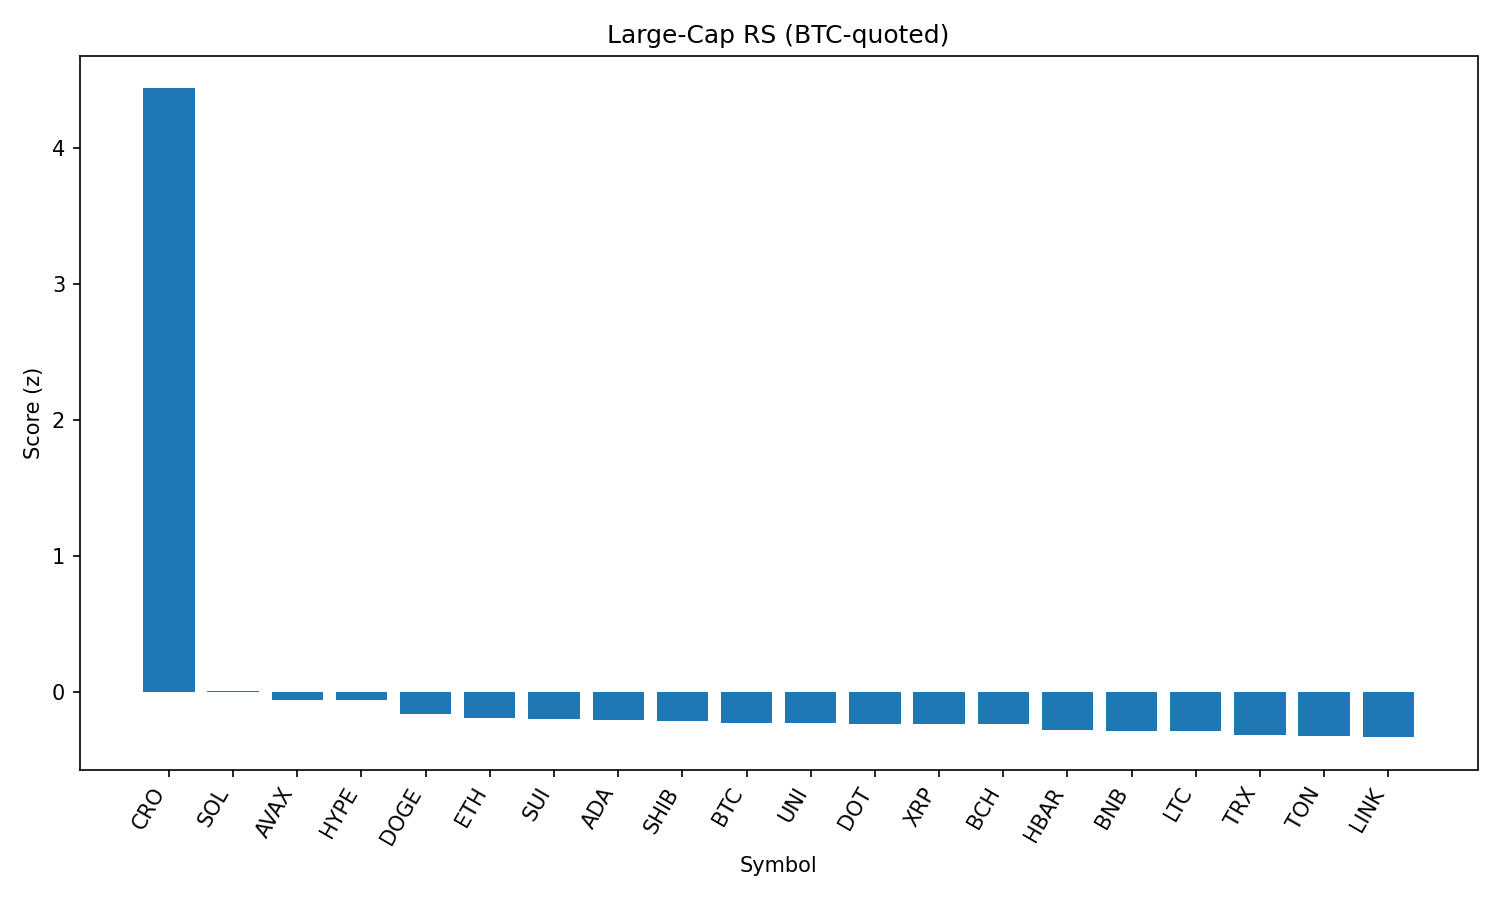 Large-Cap RS (BTC-quoted)
Score (z)
4
3
2
1
0
CRO
SOL
AVAX
HYPE
DOGE
ETH
SUI
ADA
SHIB
BTC
UNI
DOT
XRP
BCH
HBAR
BNB
LTC
TRX
TON
LINK
Symbol